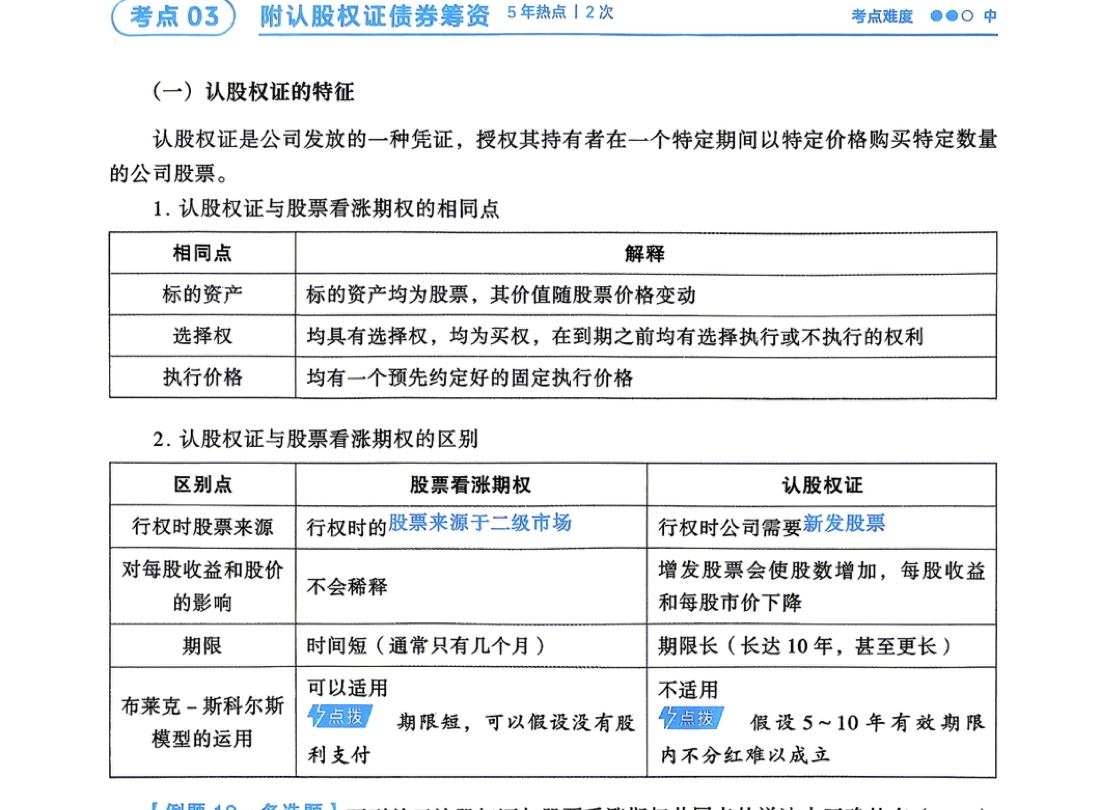 考点 03 附认股权证债券筹资 5年热点 | 2次 考点难度 中
（一）认股权证的特征
认股权证是公司发放的一种凭证，授权其持有者在一个特定期间以特定价格购买特定数量
的公司股票。
1. 认股权证与股票看涨期权的相同点
相同点 解释
标的资产 标的资产均为股票，其价值随股票价格变动
选择权 均具有选择权，均为买权，在到期之前均有选择执行或不执行的权利
执行价格 均有一个预先约定好的固定执行价格
2. 认股权证与股票看涨期权的区别
区别点 股票看涨期权 认股权证
行权时股票来源 行权时的股票来源于二级市场 行权时公司需要新发股票
对每股收益和股价
的影响
不会稀释
增发股票会使股数增加，每股收益
和每股市价下降
期限 时间短（通常只有几个月） 期限长（长达 10 年，甚至更长）
布莱克－斯科尔斯
模型的运用
可以适用
点拨 期限短，可以假设没有股
利支付
不适用
点拨 假设 5~10 年有效期限
内不分红难以成立